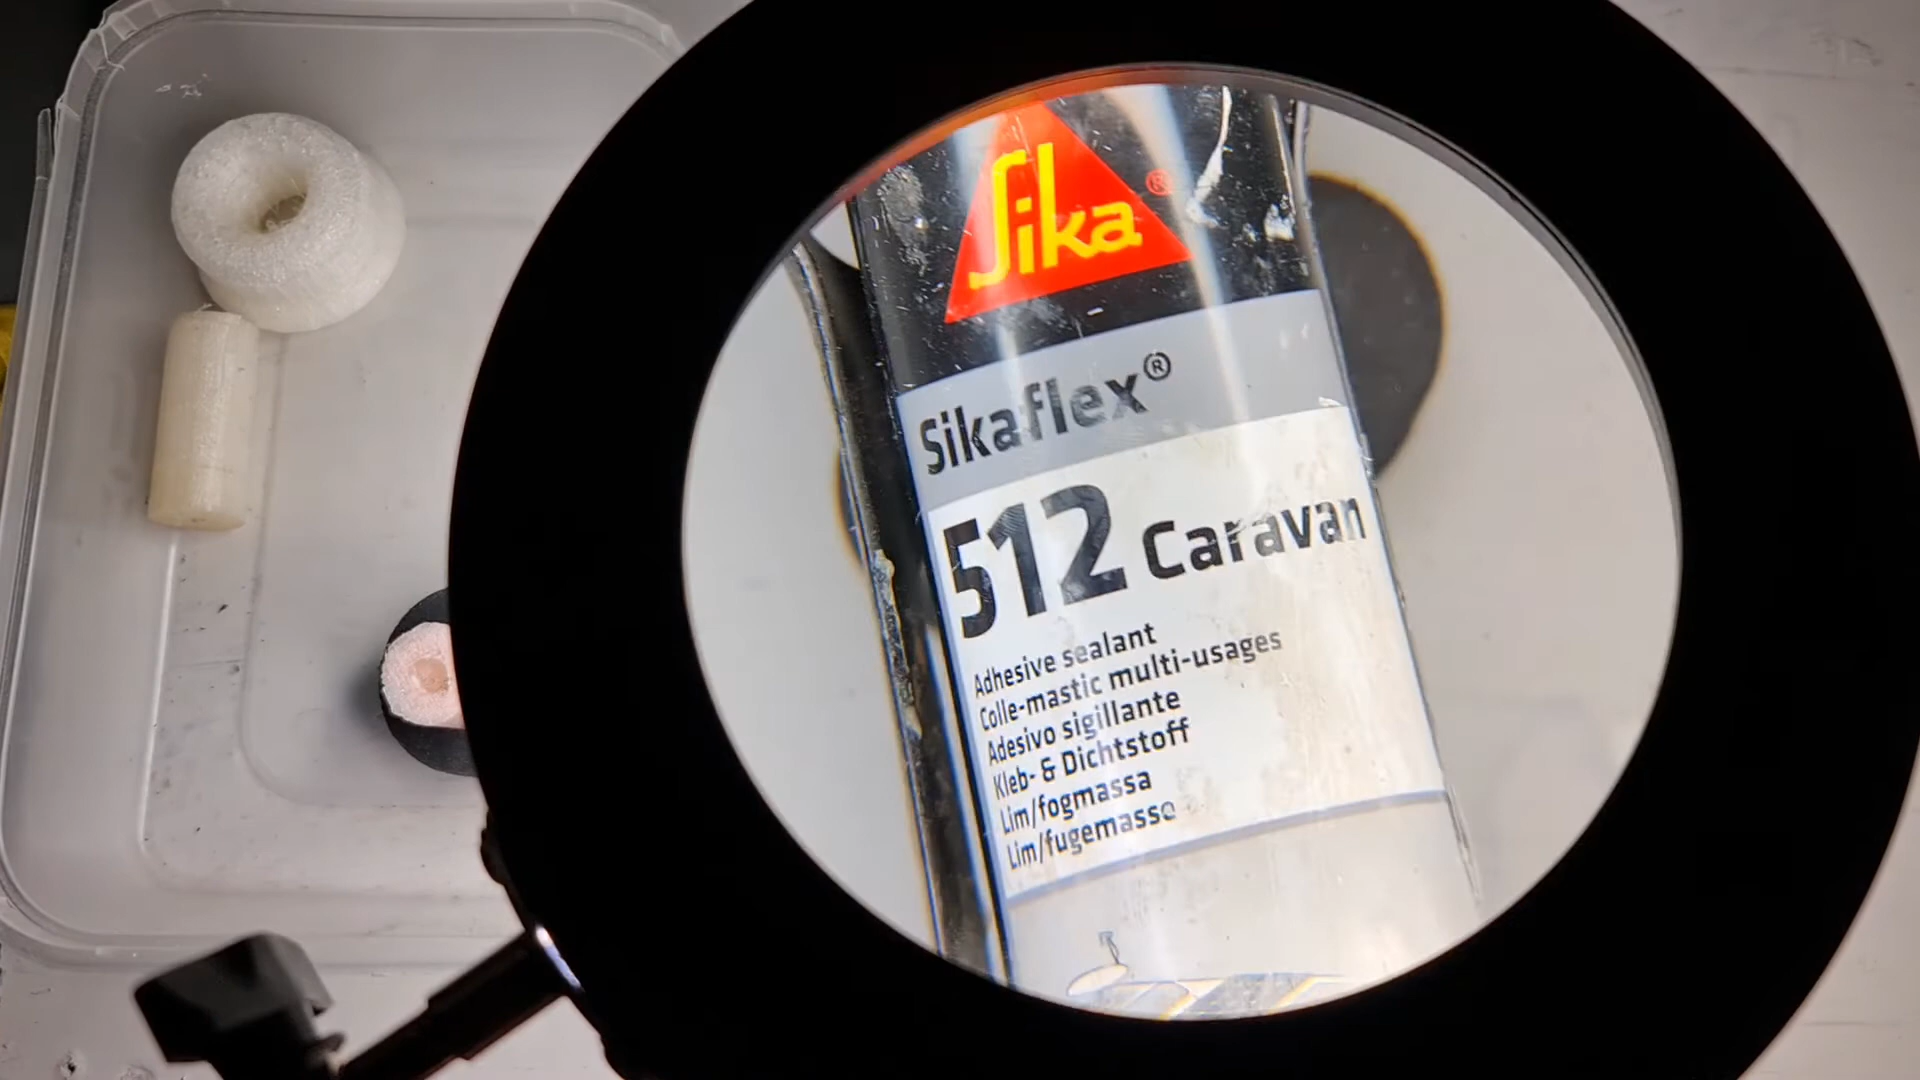 Sika®
Sikaflex®
512 Caravan
Adhesive sealant
Colle-mastic multi-usages
Adesivo sigillante
Kleb- & Dichtstoff
Lim/fogmassa
Lim/fugemasse